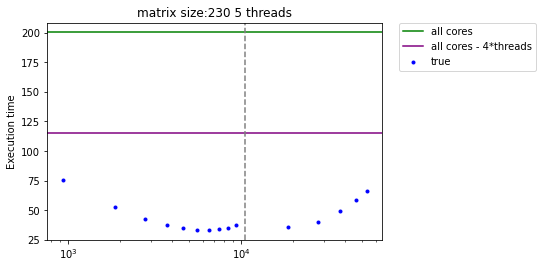 matrix size:230 5 threads
all cores
all cores - 4*threads
true
Execution time
200
175
150
125
100
75
50
25
10³
10⁴